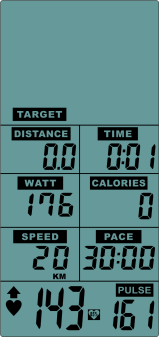 TARGET
DISTANCE TIME
0.0 0:01
WATT CALORIES
176 0
SPEED PACE
20 30:00
KM
PULSE
143 161